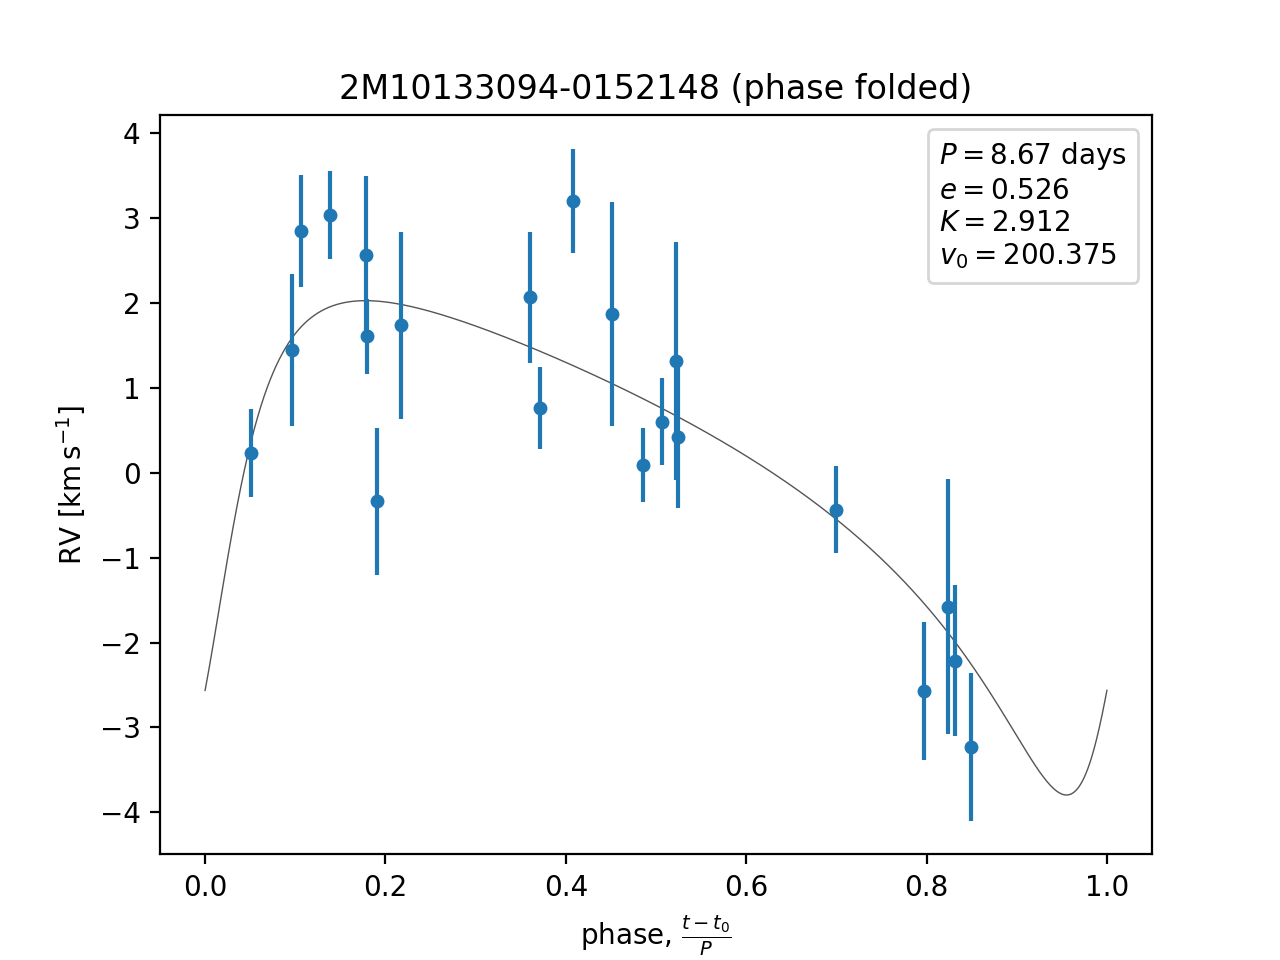 2M10133094-0152148 (phase folded)
P = 8.67 days
e = 0.526
K = 2.912
v₀ = 200.375
4
3
2
1
0
−1
−2
−3
−4
RV [km s⁻¹]
0.0 0.2 0.4 0.6 0.8 1.0
phase, (t − t₀)/P